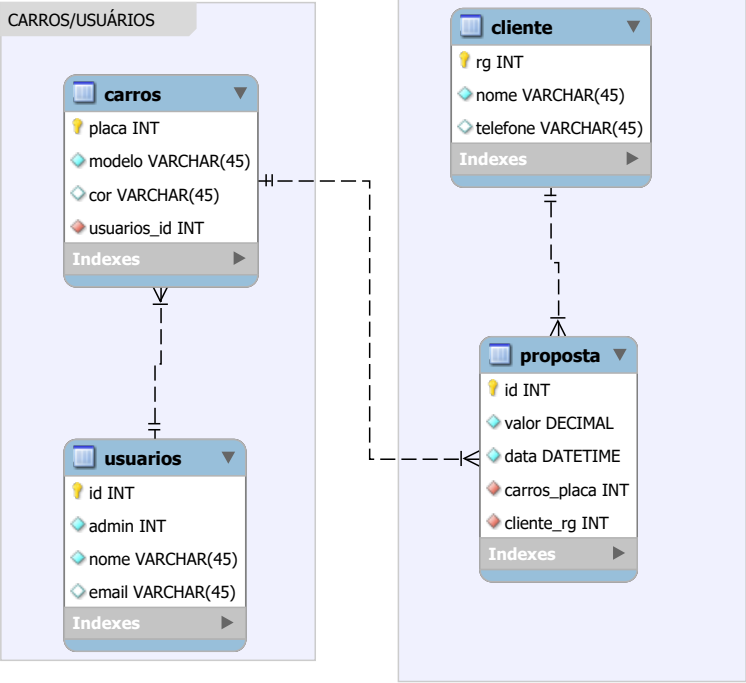 CARROS/USUÁRIOS
carros
placa INT
modelo VARCHAR(45)
cor VARCHAR(45)
usuarios_id INT
Indexes
usuarios
id INT
admin INT
nome VARCHAR(45)
email VARCHAR(45)
Indexes
cliente
rg INT
nome VARCHAR(45)
telefone VARCHAR(45)
Indexes
proposta
id INT
valor DECIMAL
data DATETIME
carros_placa INT
cliente_rg INT
Indexes